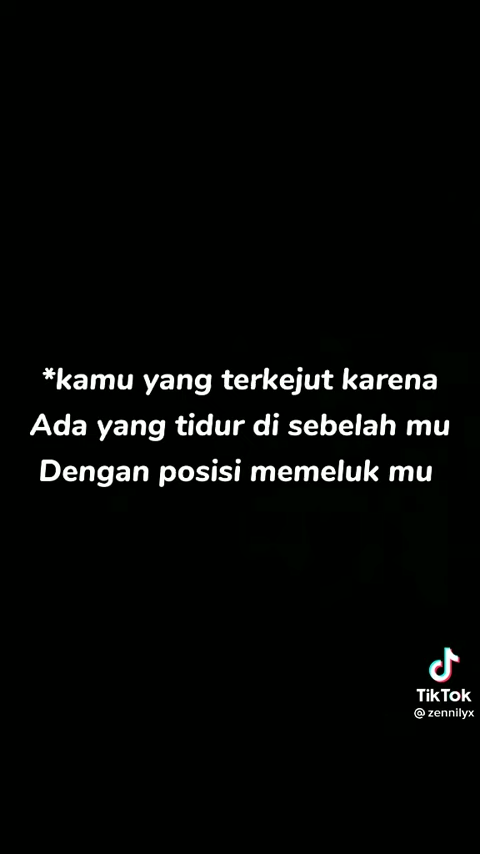 *kamu yang terkejut karena
Ada yang tidur di sebelah mu
Dengan posisi memeluk mu
TikTok
@ zennilyx